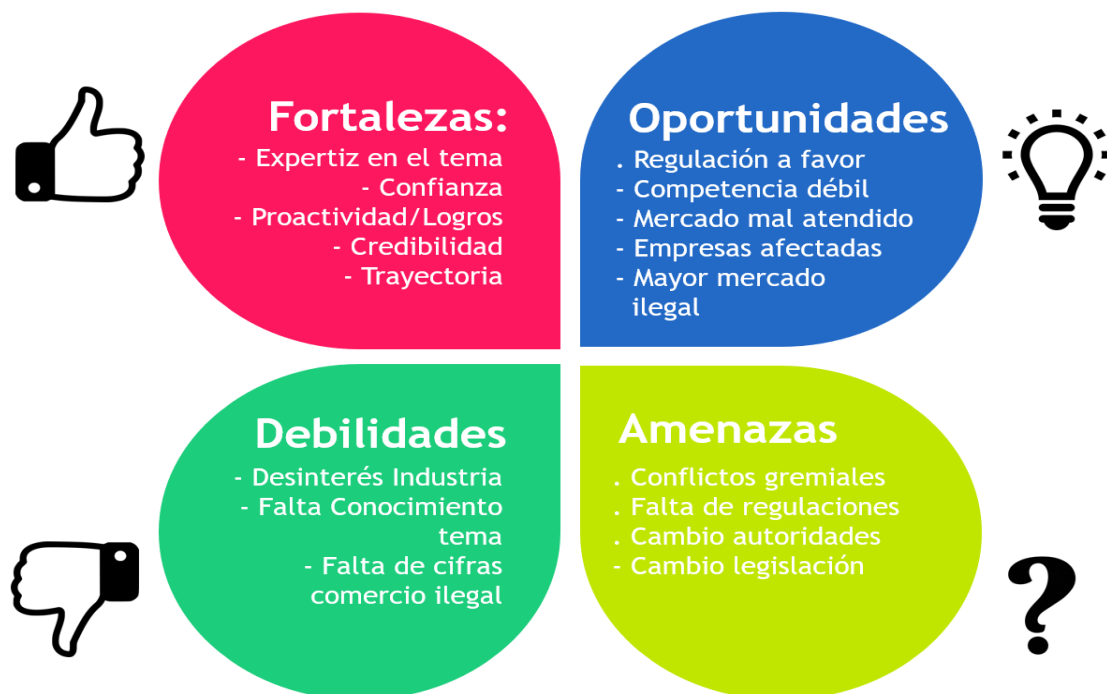 Fortalezas:
- Expertiz en el tema
- Confianza
- Proactividad/Logros
- Credibilidad
- Trayectoria
Oportunidades
. Regulación a favor
- Competencia débil
- Mercado mal atendido
- Empresas afectadas
- Mayor mercado
ilegal
Debilidades
- Desinterés Industria
- Falta Conocimiento
tema
- Falta de cifras
comercio ilegal
Amenazas
. Conflictos gremiales
. Falta de regulaciones
. Cambio autoridades
- Cambio legislación
?